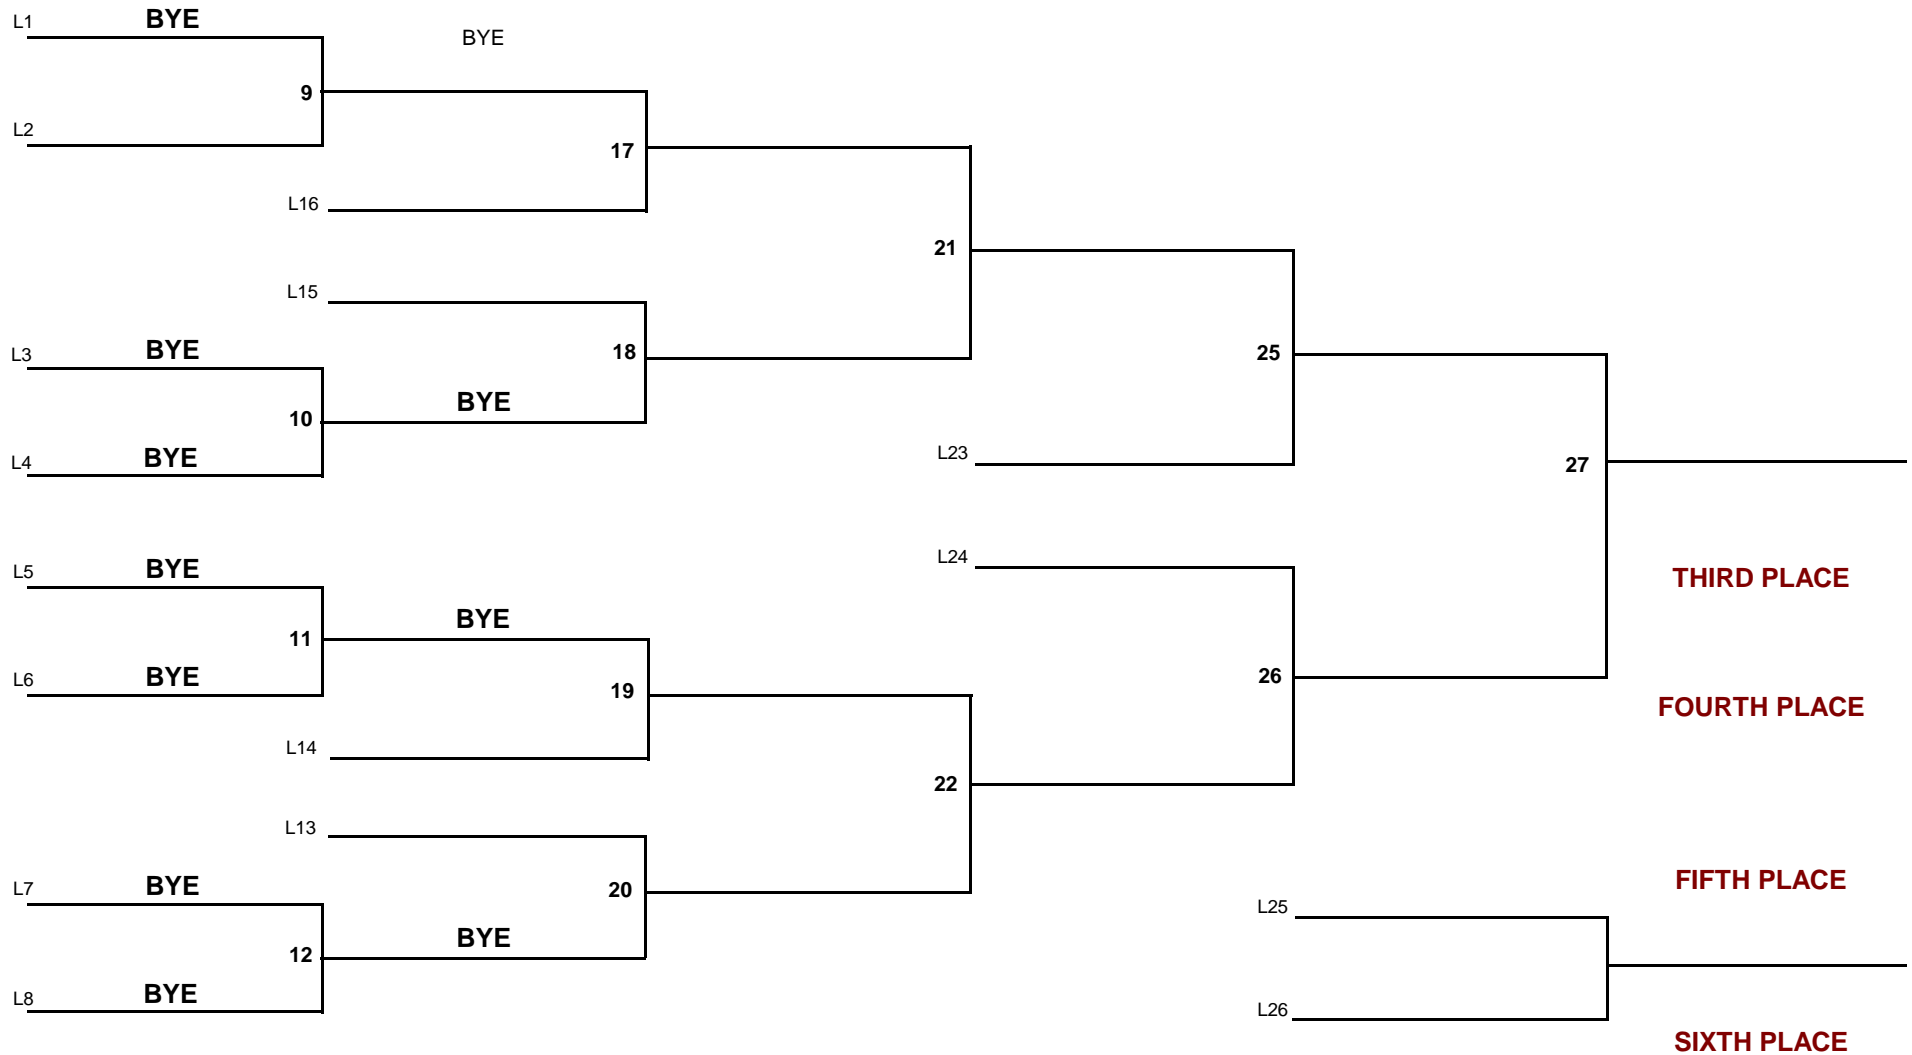 L1 BYE
BYE
9
L2
17
L16
21
L15
L3 BYE
18
25
BYE
10
L4 BYE
L23
27
L24
L5 BYE
THIRD PLACE
BYE
11
L6 BYE
26
19
FOURTH PLACE
L14
22
L13
FIFTH PLACE
L7 BYE
20
L25
BYE
12
L8 BYE
L26
SIXTH PLACE